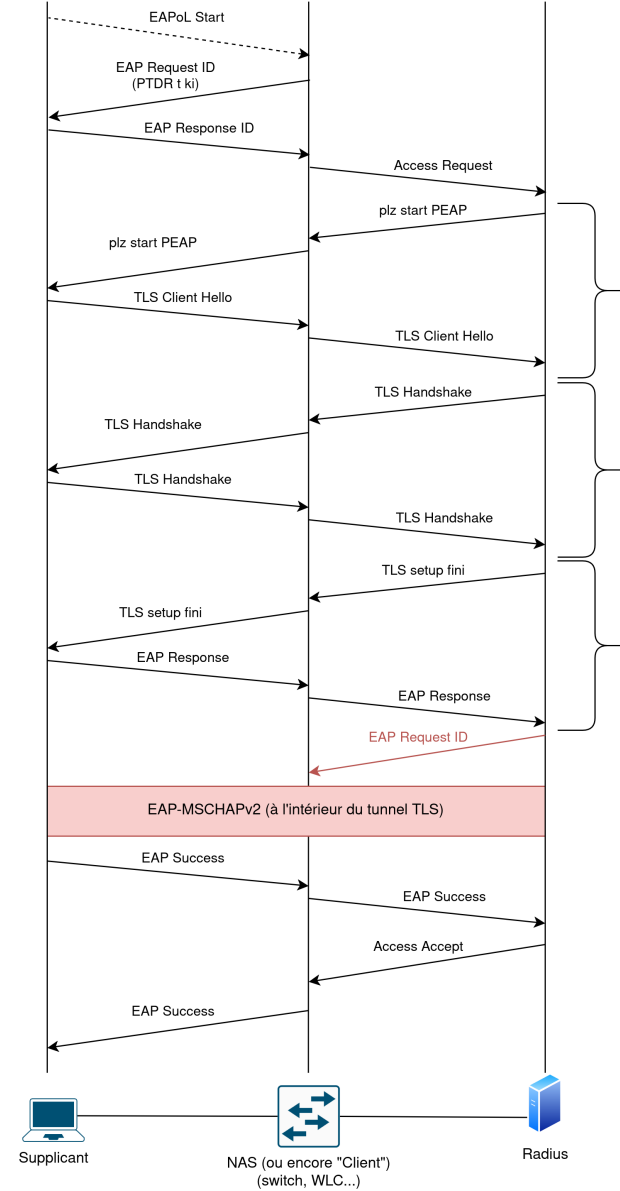 EAPoL Start
EAP Request ID
(PTDR t ki)
EAP Response ID
Access Request
plz start PEAP
plz start PEAP
TLS Client Hello
TLS Client Hello
TLS Handshake
TLS Handshake
TLS Handshake
TLS Handshake
TLS setup fini
TLS setup fini
EAP Response
EAP Response
EAP Request ID
EAP-MSCHAPv2 (à l'intérieur du tunnel TLS)
EAP Success
EAP Success
Access Accept
EAP Success
Supplicant
NAS (ou encore "Client")
(switch, WLC...)
Radius